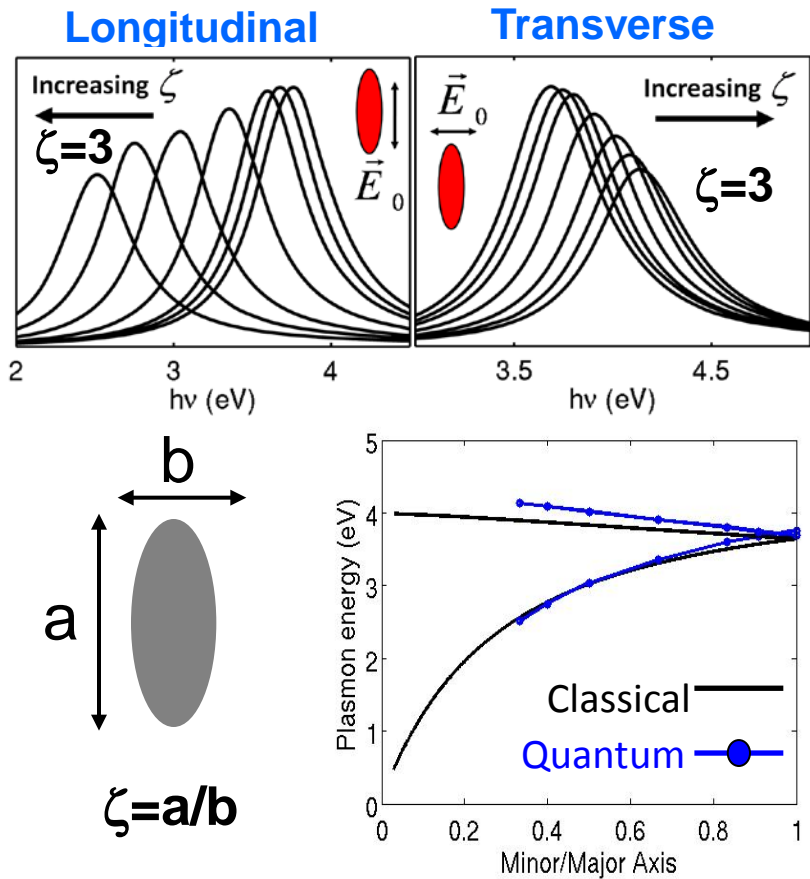 Longitudinal
Transverse
Increasing ζ
ζ=3
E⃗ 0
2
3
4
hν (eV)
E⃗ 0
Increasing ζ
ζ=3
3.5
4.5
hν (eV)
b
a
ζ=a/b
Plasmon energy (eV)
5
4
3
2
1
0
Classical
Quantum
0
0.2
0.4
0.6
0.8
1
Minor/Major Axis